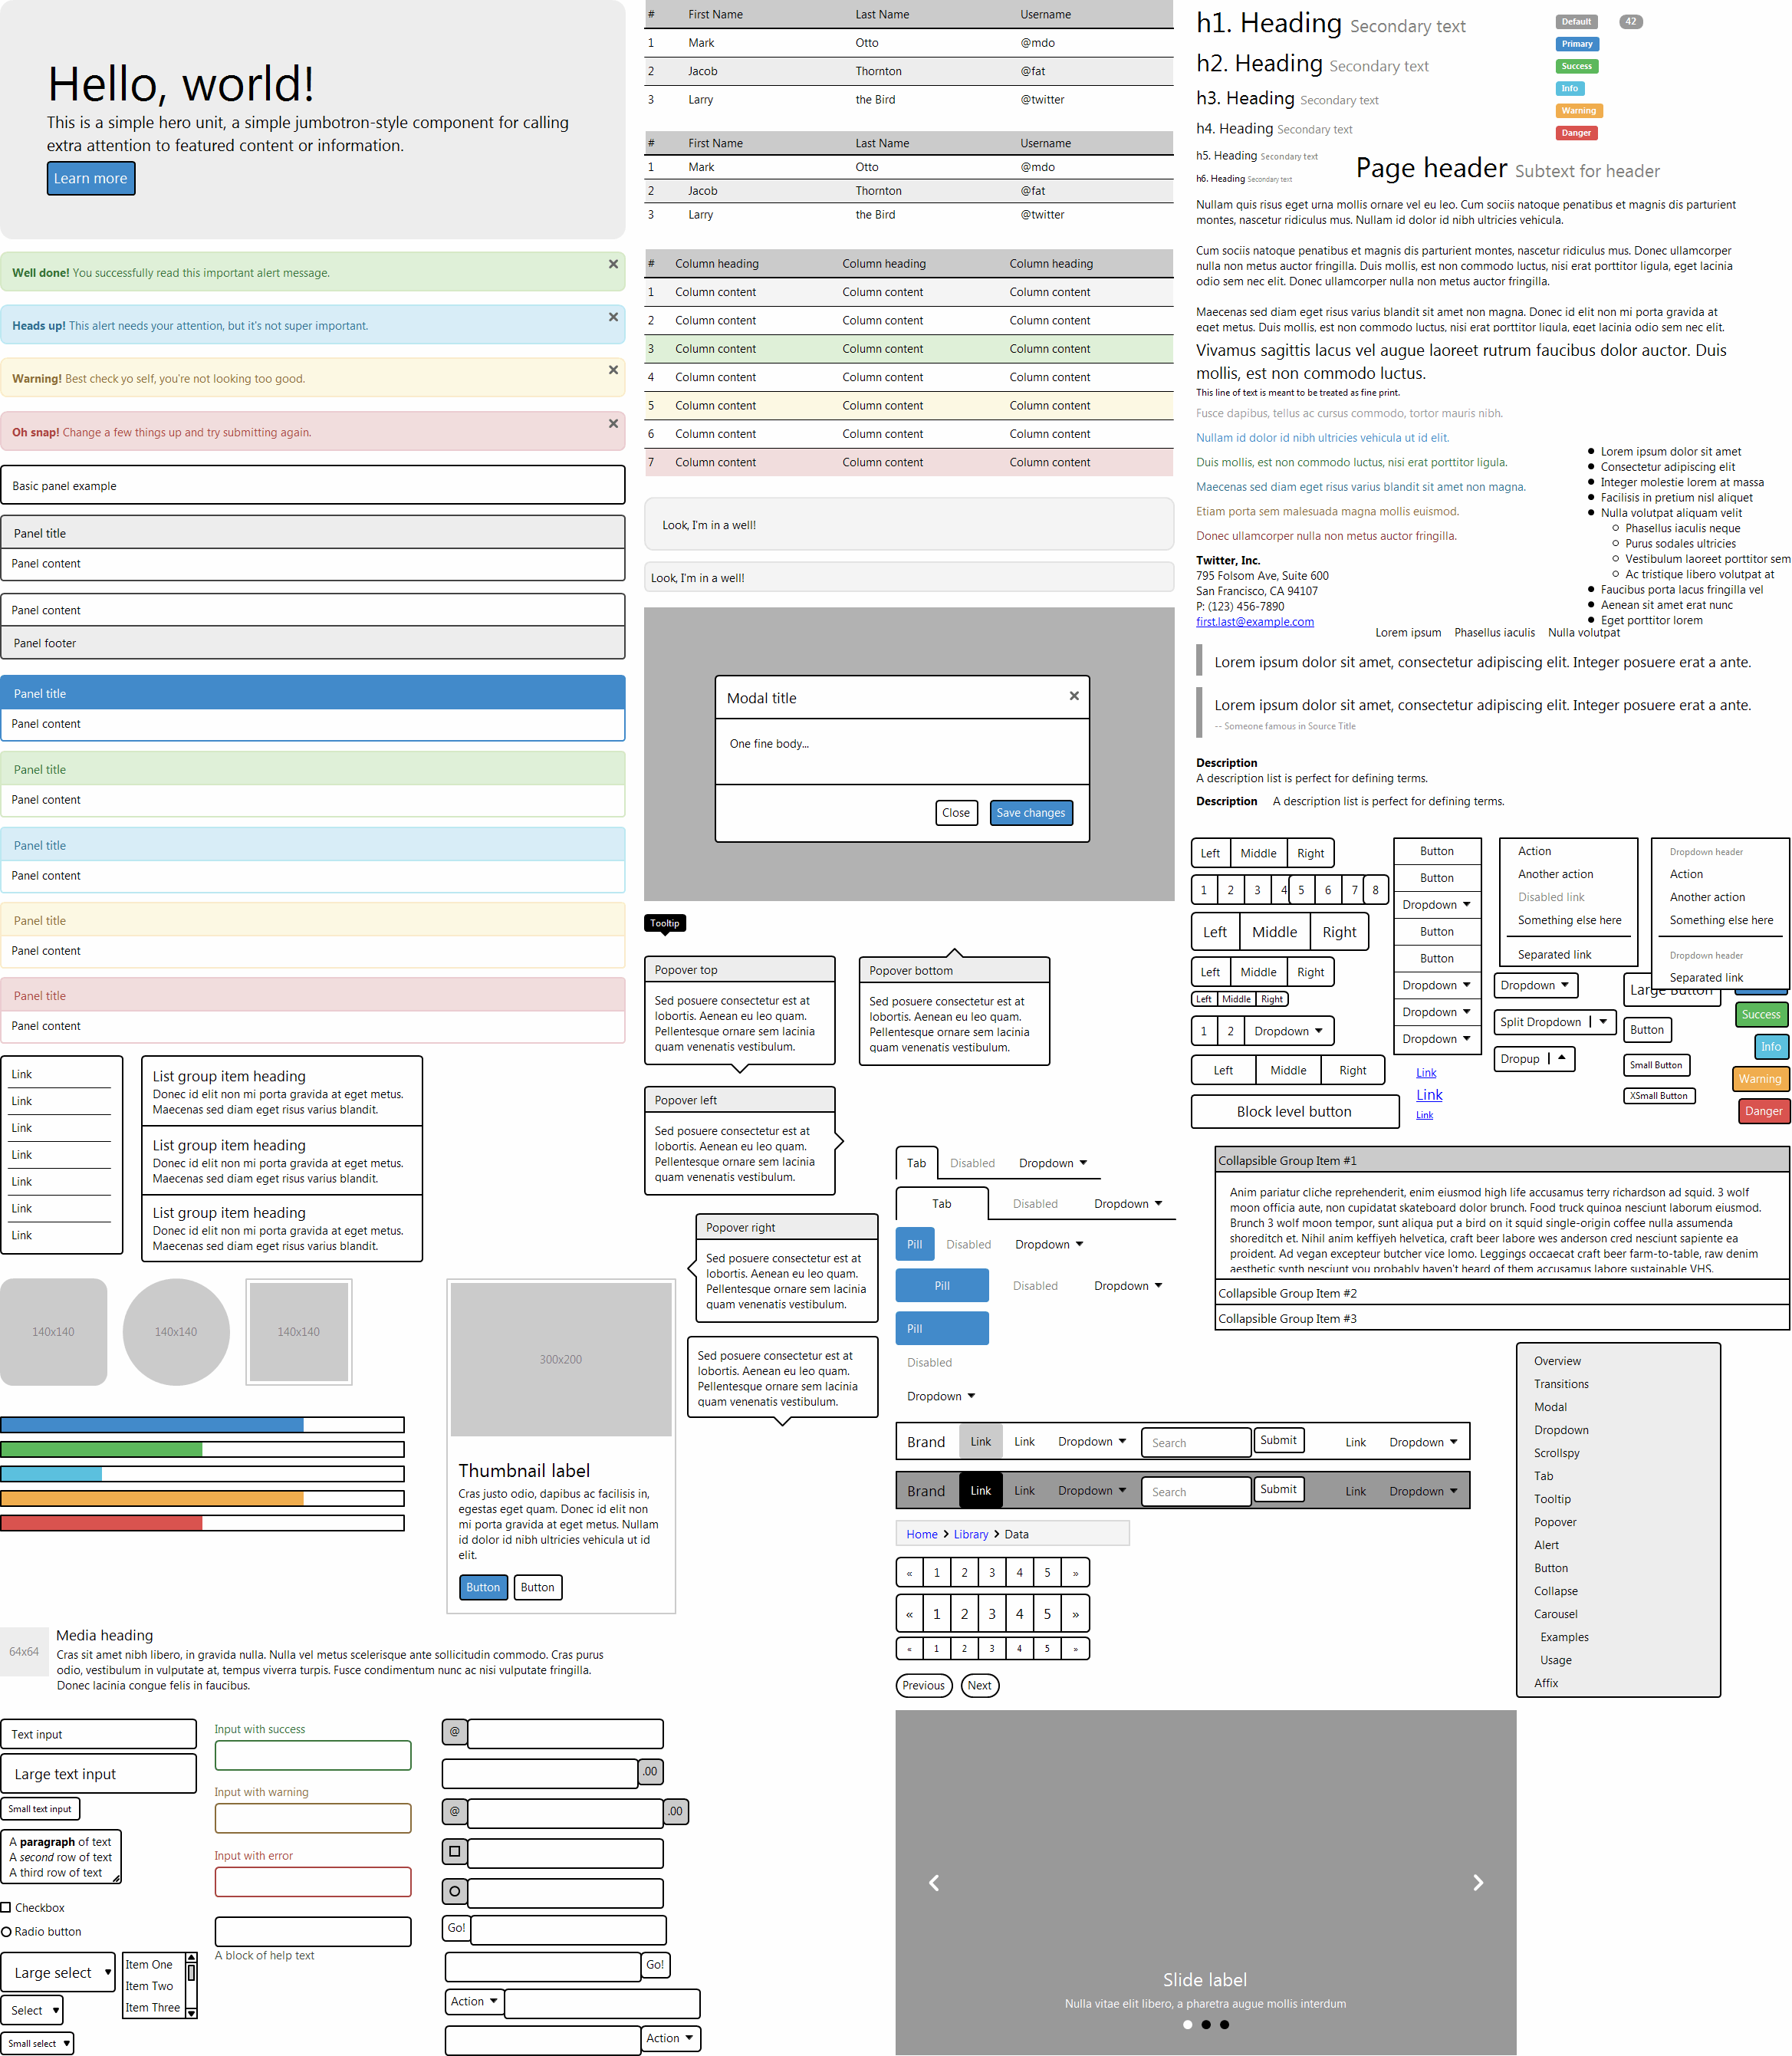 Hello, world!
This is a simple hero unit, a simple jumbotron-style component for calling
extra attention to featured content or information.
Learn more
Well done! You successfully read this important alert message.
Heads up! This alert needs your attention, but it's not super important.
Warning! Best check yo self, you're not looking too good.
Oh snap! Change a few things up and try submitting again.
Basic panel example
Panel title
Panel content
Panel content
Panel footer
Panel title
Panel content
Panel title
Panel content
Panel title
Panel content
Panel title
Panel content
Panel title
Panel content
Link
Link
Link
Link
Link
Link
Link
List group item heading
Donec id elit non mi porta gravida at eget metus.
Maecenas sed diam eget risus varius blandit.
List group item heading
Donec id elit non mi porta gravida at eget metus.
Maecenas sed diam eget risus varius blandit.
List group item heading
Donec id elit non mi porta gravida at eget metus.
Maecenas sed diam eget risus varius blandit.
140x140 140x140 140x140
300x200
Thumbnail label
Cras justo odio, dapibus ac facilisis in,
egestas eget quam. Donec id elit non
mi porta gravida at eget metus. Nullam
id dolor id nibh ultricies vehicula ut id
elit.
Button Button
64x64
Media heading
Cras sit amet nibh libero, in gravida nulla. Nulla vel metus scelerisque ante sollicitudin commodo. Cras purus
odio, vestibulum in vulputate at, tempus viverra turpis. Fusce condimentum nunc ac nisi vulputate fringilla.
Donec lacinia congue felis in faucibus.
Text input
Large text input
Small text input
A paragraph of text
A second row of text
A third row of text
Checkbox
Radio button
Large select
Select
Small select
Item One
Item Two
Item Three
Input with success
Input with warning
Input with error
A block of help text
@
.00
@ .00
Go!
Go!
Action
Action
# First Name Last Name Username
1 Mark Otto @mdo
2 Jacob Thornton @fat
3 Larry the Bird @twitter
# First Name Last Name Username
1 Mark Otto @mdo
2 Jacob Thornton @fat
3 Larry the Bird @twitter
# Column heading Column heading Column heading
1 Column content Column content Column content
2 Column content Column content Column content
3 Column content Column content Column content
4 Column content Column content Column content
5 Column content Column content Column content
6 Column content Column content Column content
7 Column content Column content Column content
Look, I'm in a well!
Look, I'm in a well!
Modal title
One fine body...
Close Save changes
Tooltip
Popover top
Sed posuere consectetur est at
lobortis. Aenean eu leo quam.
Pellentesque ornare sem lacinia
quam venenatis vestibulum.
Popover bottom
Sed posuere consectetur est at
lobortis. Aenean eu leo quam.
Pellentesque ornare sem lacinia
quam venenatis vestibulum.
Popover left
Sed posuere consectetur est at
lobortis. Aenean eu leo quam.
Pellentesque ornare sem lacinia
quam venenatis vestibulum.
Popover right
Sed posuere consectetur est at
lobortis. Aenean eu leo quam.
Pellentesque ornare sem lacinia
quam venenatis vestibulum.
Sed posuere consectetur est at
lobortis. Aenean eu leo quam.
Pellentesque ornare sem lacinia
quam venenatis vestibulum.
h1. Heading Secondary text
h2. Heading Secondary text
h3. Heading Secondary text
h4. Heading Secondary text
h5. Heading Secondary text
h6. Heading Secondary text
Default 42
Primary
Success
Info
Warning
Danger
Page header Subtext for header
Nullam quis risus eget urna mollis ornare vel eu leo. Cum sociis natoque penatibus et magnis dis parturient
montes, nascetur ridiculus mus. Nullam id dolor id nibh ultricies vehicula.
Cum sociis natoque penatibus et magnis dis parturient montes, nascetur ridiculus mus. Donec ullamcorper
nulla non metus auctor fringilla. Duis mollis, est non commodo luctus, nisi erat porttitor ligula, eget lacinia
odio sem nec elit. Donec ullamcorper nulla non metus auctor fringilla.
Maecenas sed diam eget risus varius blandit sit amet non magna. Donec id elit non mi porta gravida at
eget metus. Duis mollis, est non commodo luctus, nisi erat porttitor ligula, eget lacinia odio sem nec elit.
Vivamus sagittis lacus vel augue laoreet rutrum faucibus dolor auctor. Duis
mollis, est non commodo luctus.
This line of text is meant to be treated as fine print.
Fusce dapibus, tellus ac cursus commodo, tortor mauris nibh.
Nullam id dolor id nibh ultricies vehicula ut id elit.
Duis mollis, est non commodo luctus, nisi erat porttitor ligula.
Maecenas sed diam eget risus varius blandit sit amet non magna.
Etiam porta sem malesuada magna mollis euismod.
Donec ullamcorper nulla non metus auctor fringilla.
Twitter, Inc.
795 Folsom Ave, Suite 600
San Francisco, CA 94107
P: (123) 456-7890
first.last@example.com
Lorem ipsum dolor sit amet
Consectetur adipiscing elit
Integer molestie lorem at massa
Facilisis in pretium nisl aliquet
Nulla volutpat aliquam velit
Phasellus iaculis neque
Purus sodales ultricies
Vestibulum laoreet porttitor sem
Ac tristique libero volutpat at
Faucibus porta lacus fringilla vel
Aenean sit amet erat nunc
Eget porttitor lorem
Lorem ipsum Phasellus iaculis Nulla volutpat
Lorem ipsum dolor sit amet, consectetur adipiscing elit. Integer posuere erat a ante.
Lorem ipsum dolor sit amet, consectetur adipiscing elit. Integer posuere erat a ante.
-- Someone famous in Source Title
Description
A description list is perfect for defining terms.
Description A description list is perfect for defining terms.
Left Middle Right
1 2 3 4 5 6 7 8
Left Middle Right
Left Middle Right
Left Middle Right
1 2 Dropdown
Left Middle Right
Block level button
Button
Button
Dropdown
Button
Button
Dropdown
Dropdown
Dropdown
Link
Link
Link
Action
Another action
Disabled link
Something else here
Separated link
Dropdown header
Action
Another action
Something else here
Dropdown header
Separated link
Dropdown
Split Dropdown
Dropup
Large Button
Button
Small Button
XSmall Button
Success
Info
Warning
Danger
Tab Disabled Dropdown
Tab Disabled Dropdown
Pill Disabled Dropdown
Pill Disabled Dropdown
Pill
Disabled
Dropdown
Collapsible Group Item #1
Anim pariatur cliche reprehenderit, enim eiusmod high life accusamus terry richardson ad squid. 3 wolf
moon officia aute, non cupidatat skateboard dolor brunch. Food truck quinoa nesciunt laborum eiusmod.
Brunch 3 wolf moon tempor, sunt aliqua put a bird on it squid single-origin coffee nulla assumenda
shoreditch et. Nihil anim keffiyeh helvetica, craft beer labore wes anderson cred nesciunt sapiente ea
proident. Ad vegan excepteur butcher vice lomo. Leggings occaecat craft beer farm-to-table, raw denim
aesthetic synth nesciunt you probably haven't heard of them accusamus labore sustainable VHS.
Collapsible Group Item #2
Collapsible Group Item #3
Brand Link Link Dropdown Search Submit Link Dropdown
Brand Link Link Dropdown Search Submit Link Dropdown
Home Library Data
« 1 2 3 4 5 »
« 1 2 3 4 5 »
« 1 2 3 4 5 »
Previous Next
Overview
Transitions
Modal
Dropdown
Scrollspy
Tab
Tooltip
Popover
Alert
Button
Collapse
Carousel
Examples
Usage
Affix
Slide label
Nulla vitae elit libero, a pharetra augue mollis interdum